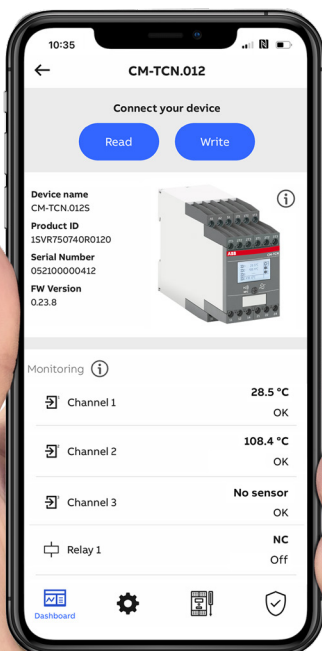 10:35
CM-TCN.012
Connect your device
Read
Write
Device name
CM-TCN.012S
Product ID
1SVR750740R0120
Serial Number
052100000412
FW Version
0.23.8
ABB
Monitoring
Channel 1
28.5 °C
OK
Channel 2
108.4 °C
OK
Channel 3
No sensor
OK
Relay 1
NC
Off
Dashboard